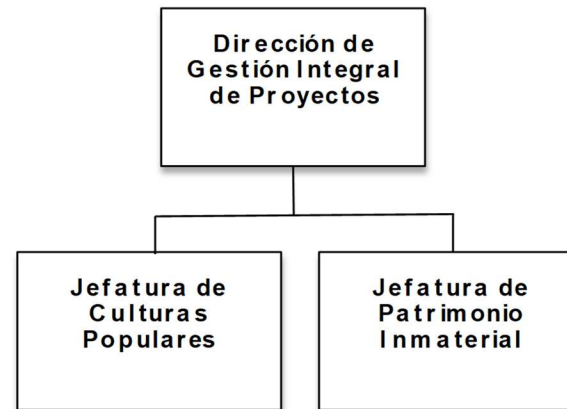 Dirección de
Gestión Integral
de Proyectos
Jefatura de
Culturas
Populares
Jefatura de
Patrimonio
Inmaterial